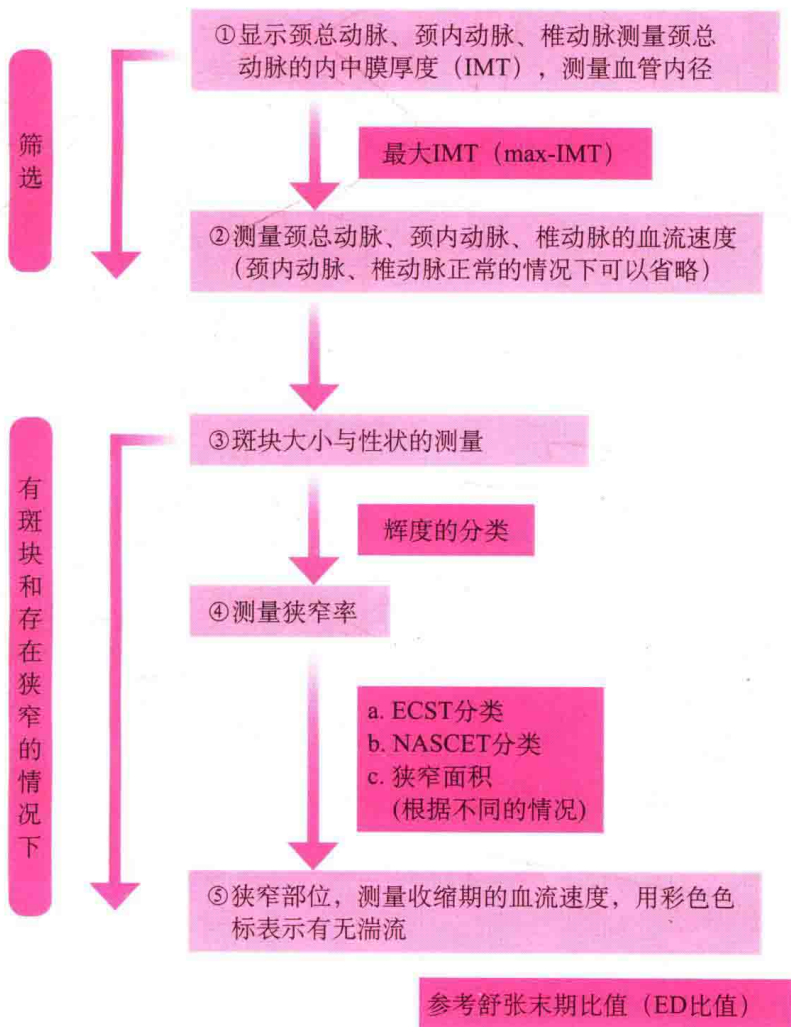 ①显示颈总动脉、颈内动脉、椎动脉测量颈总
动脉的内中膜厚度（IMT），测量血管内径
筛选
最大IMT（max-IMT）
②测量颈总动脉、颈内动脉、椎动脉的血流速度
（颈内动脉、椎动脉正常的情况下可以省略）
③斑块大小与性状的测量
有斑块和存在狭窄的情况下
辉度的分类
④测量狭窄率
a. ECST分类
b. NASCET分类
c. 狭窄面积
(根据不同的情况)
⑤狭窄部位，测量收缩期的血流速度，用彩色色
标表示有无湍流
参考舒张末期比值（ED比值）